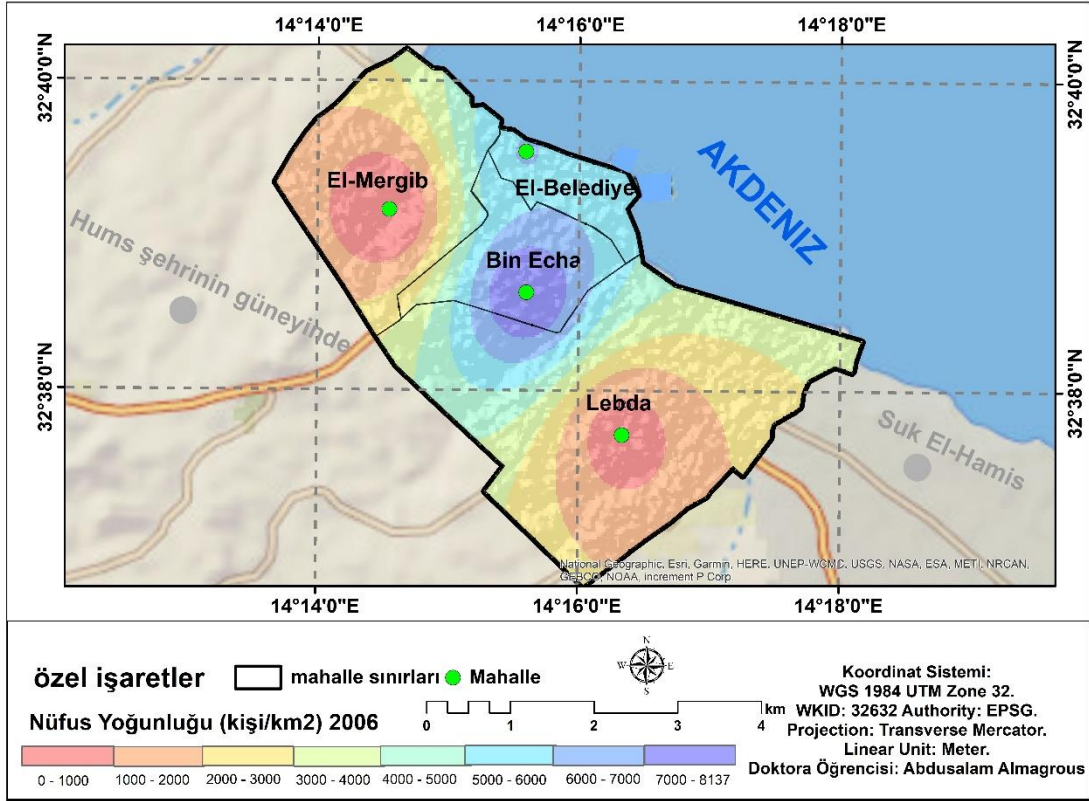 14°14'0"E 14°16'0"E 14°18'0"E
32°40'0"N 32°40'0"N
AKDENIZ
El-Mergib
El-Belediye
Bin Echa
Hums şehrinin güneyinde
32°38'0"N 32°38'0"N
Lebda
Suk El-Hamis
National Geographic, Esri, Garmin, HERE, UNEP-WCMC, USGS, NASA, ESA, METI, NRCAN,
GEBCO, NOAA, increment P Corp
14°14'0"E 14°16'0"E 14°18'0"E
özel işaretler mahalle sınırları Mahalle
N
W E
S
km
0 1 2 3 4
Nüfus Yoğunluğu (kişi/km2) 2006
0 - 1000 1000 - 2000 2000 - 3000 3000 - 4000 4000 - 5000 5000 - 6000 6000 - 7000 7000 - 8137
Koordinat Sistemi:
WGS 1984 UTM Zone 32.
WKID: 32632 Authority: EPSG.
Projection: Transverse Mercator.
Linear Unit: Meter.
Doktora Öğrencisi: Abdusalam Almagrous